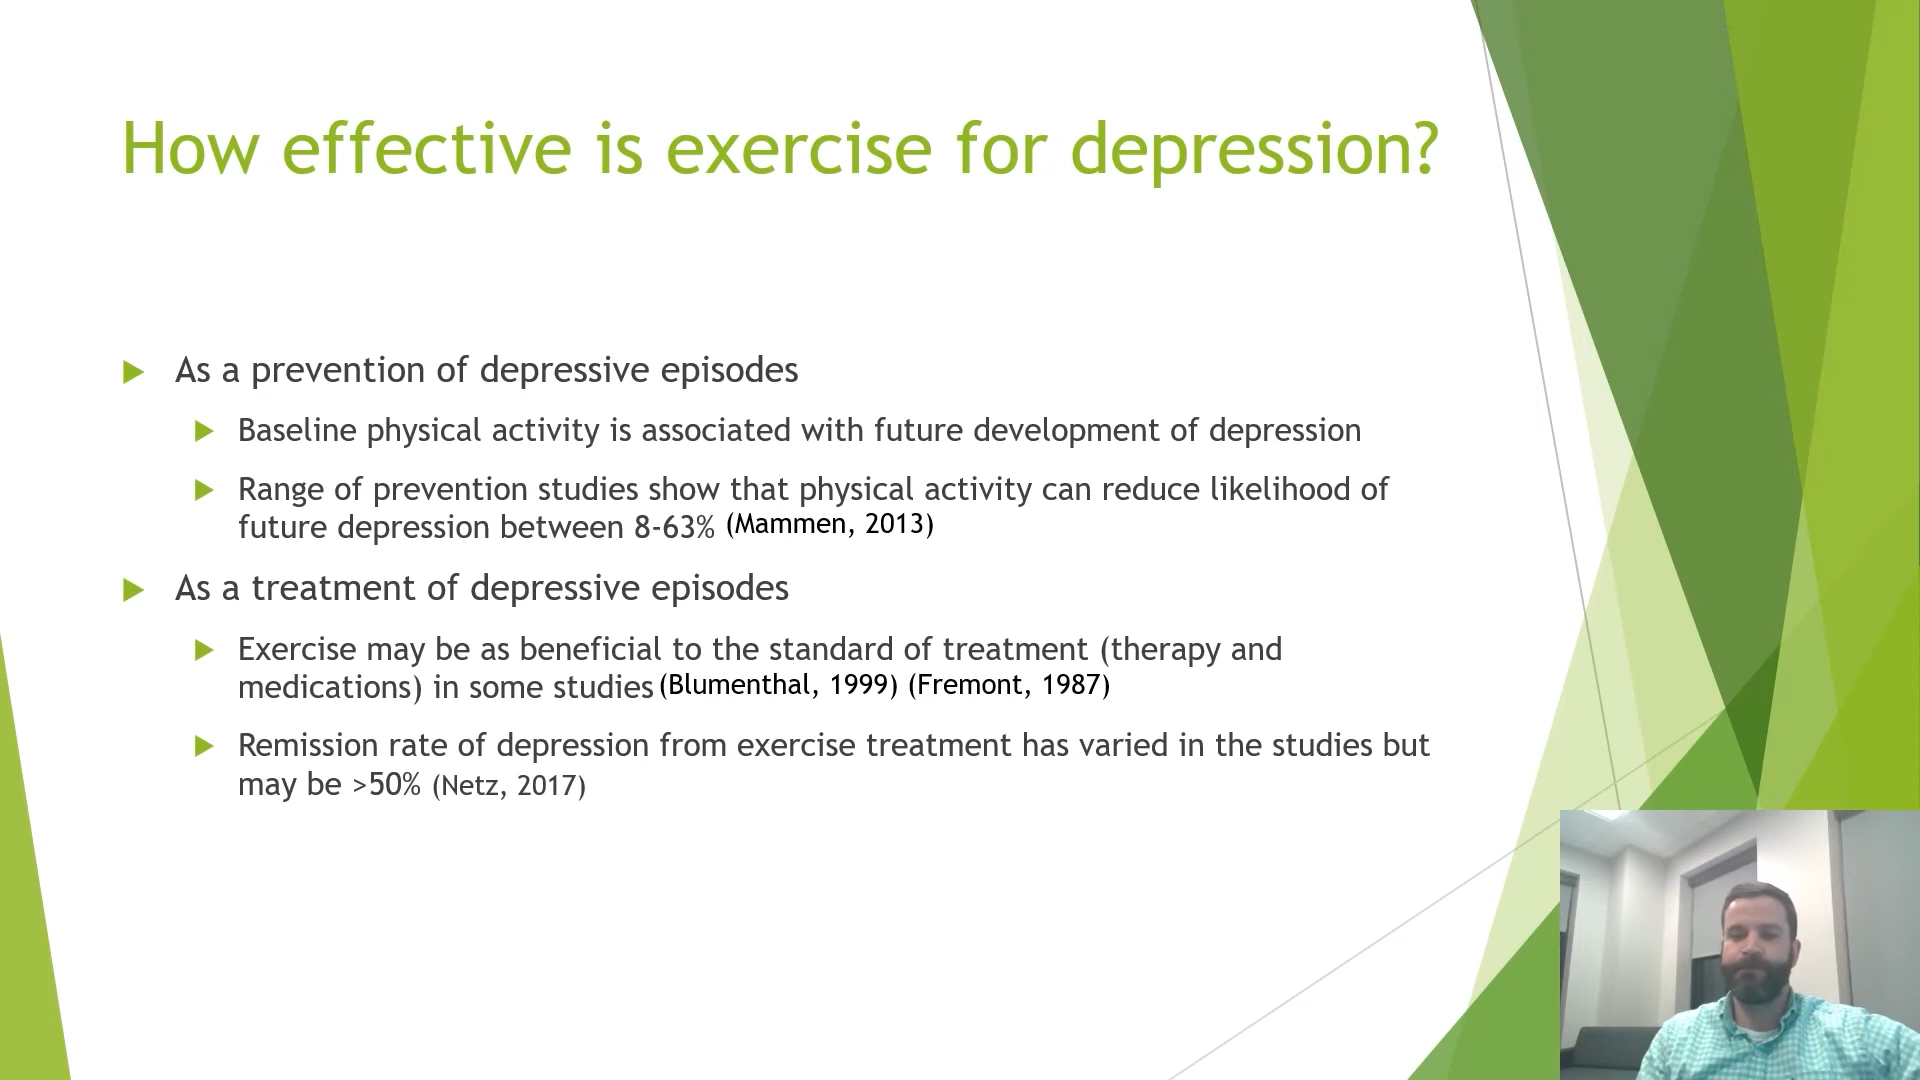 How effective is exercise for depression?
As a prevention of depressive episodes
Baseline physical activity is associated with future development of depression
Range of prevention studies show that physical activity can reduce likelihood of
future depression between 8-63% (Mammen, 2013)
As a treatment of depressive episodes
Exercise may be as beneficial to the standard of treatment (therapy and
medications) in some studies (Blumenthal, 1999) (Fremont, 1987)
Remission rate of depression from exercise treatment has varied in the studies but
may be >50% (Netz, 2017)